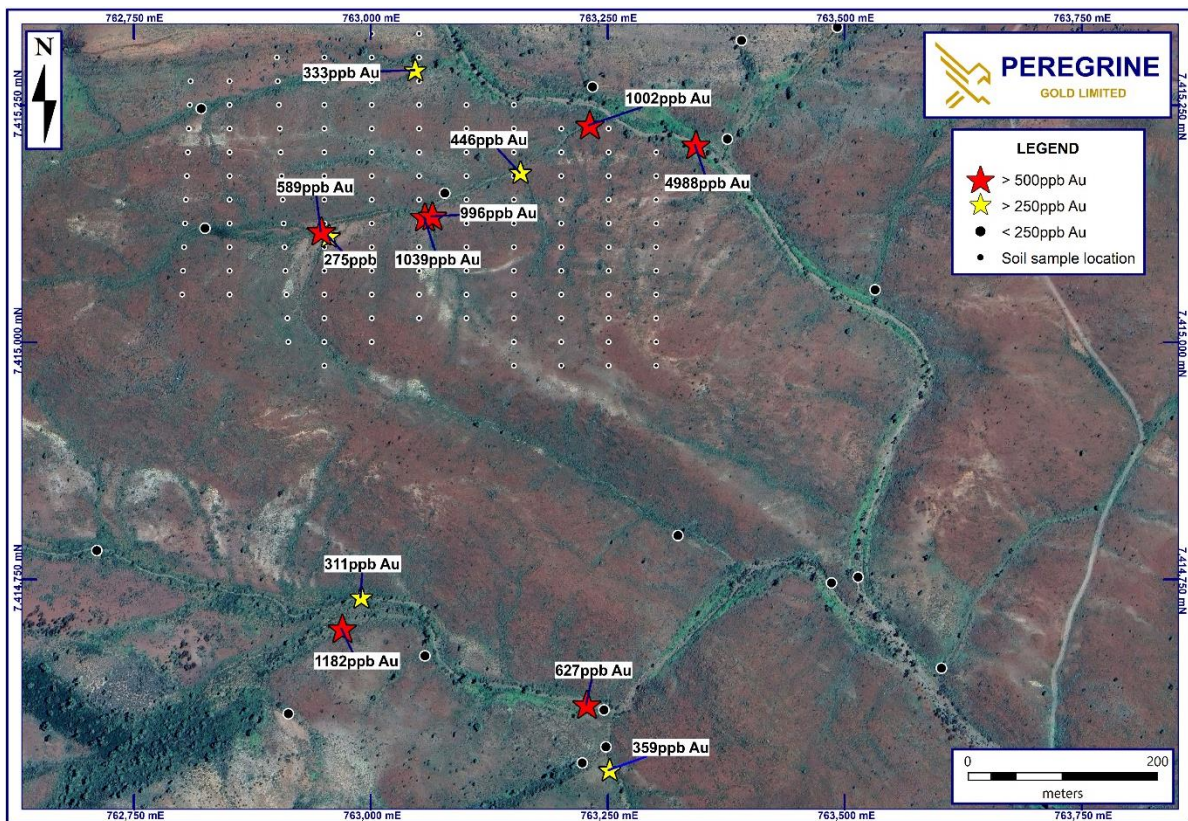 762,750 mE
763,000 mE
763,250 mE
763,500 mE
763,750 mE
N
PEREGRINE
GOLD LIMITED
7,415,250 mN
7,415,250 mN
333ppb Au
1002ppb Au
446ppb Au
4988ppb Au
589ppb Au
996ppb Au
275ppb
1039ppb Au
LEGEND
> 500ppb Au
> 250ppb Au
< 250ppb Au
Soil sample location
7,415,000 mN
7,415,000 mN
7,414,750 mN
7,414,750 mN
311ppb Au
1182ppb Au
627ppb Au
359ppb Au
0
200
meters
762,750 mE
763,000 mE
763,250 mE
763,500 mE
763,750 mE